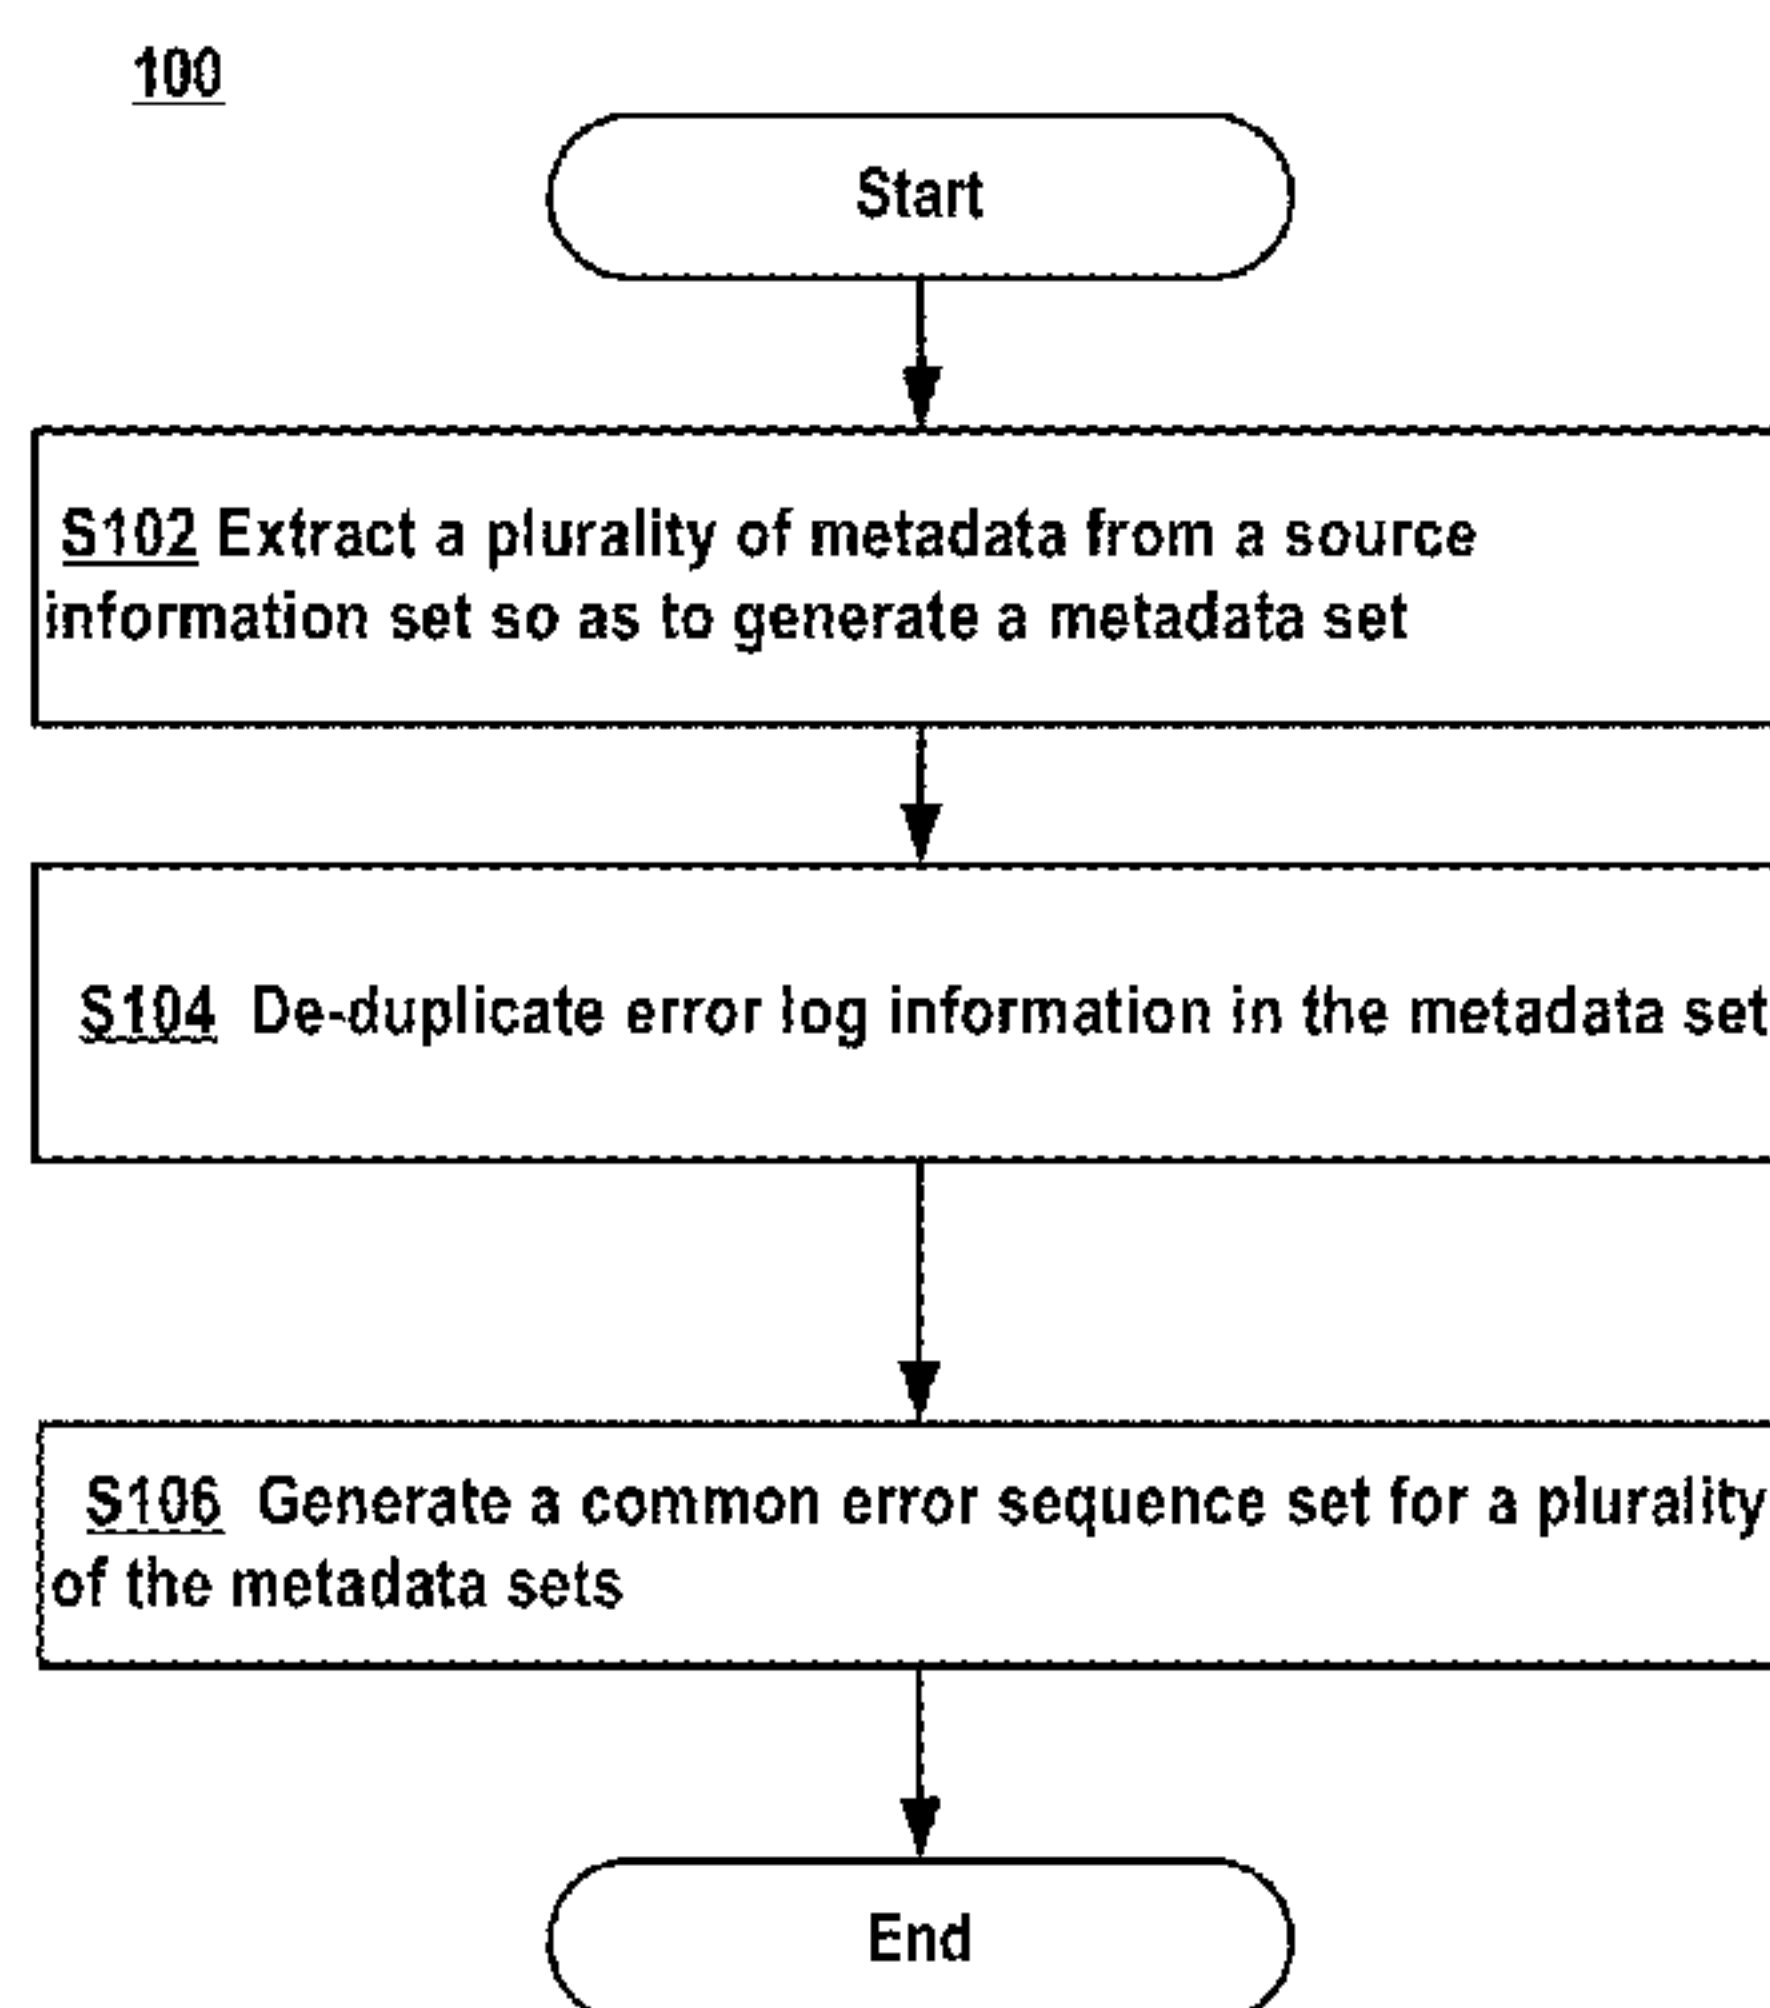 100
Start
S102 Extract a plurality of metadata from a source
information set so as to generate a metadata set
S104 De-duplicate error log information in the metadata set
S106 Generate a common error sequence set for a plurality
of the metadata sets
End